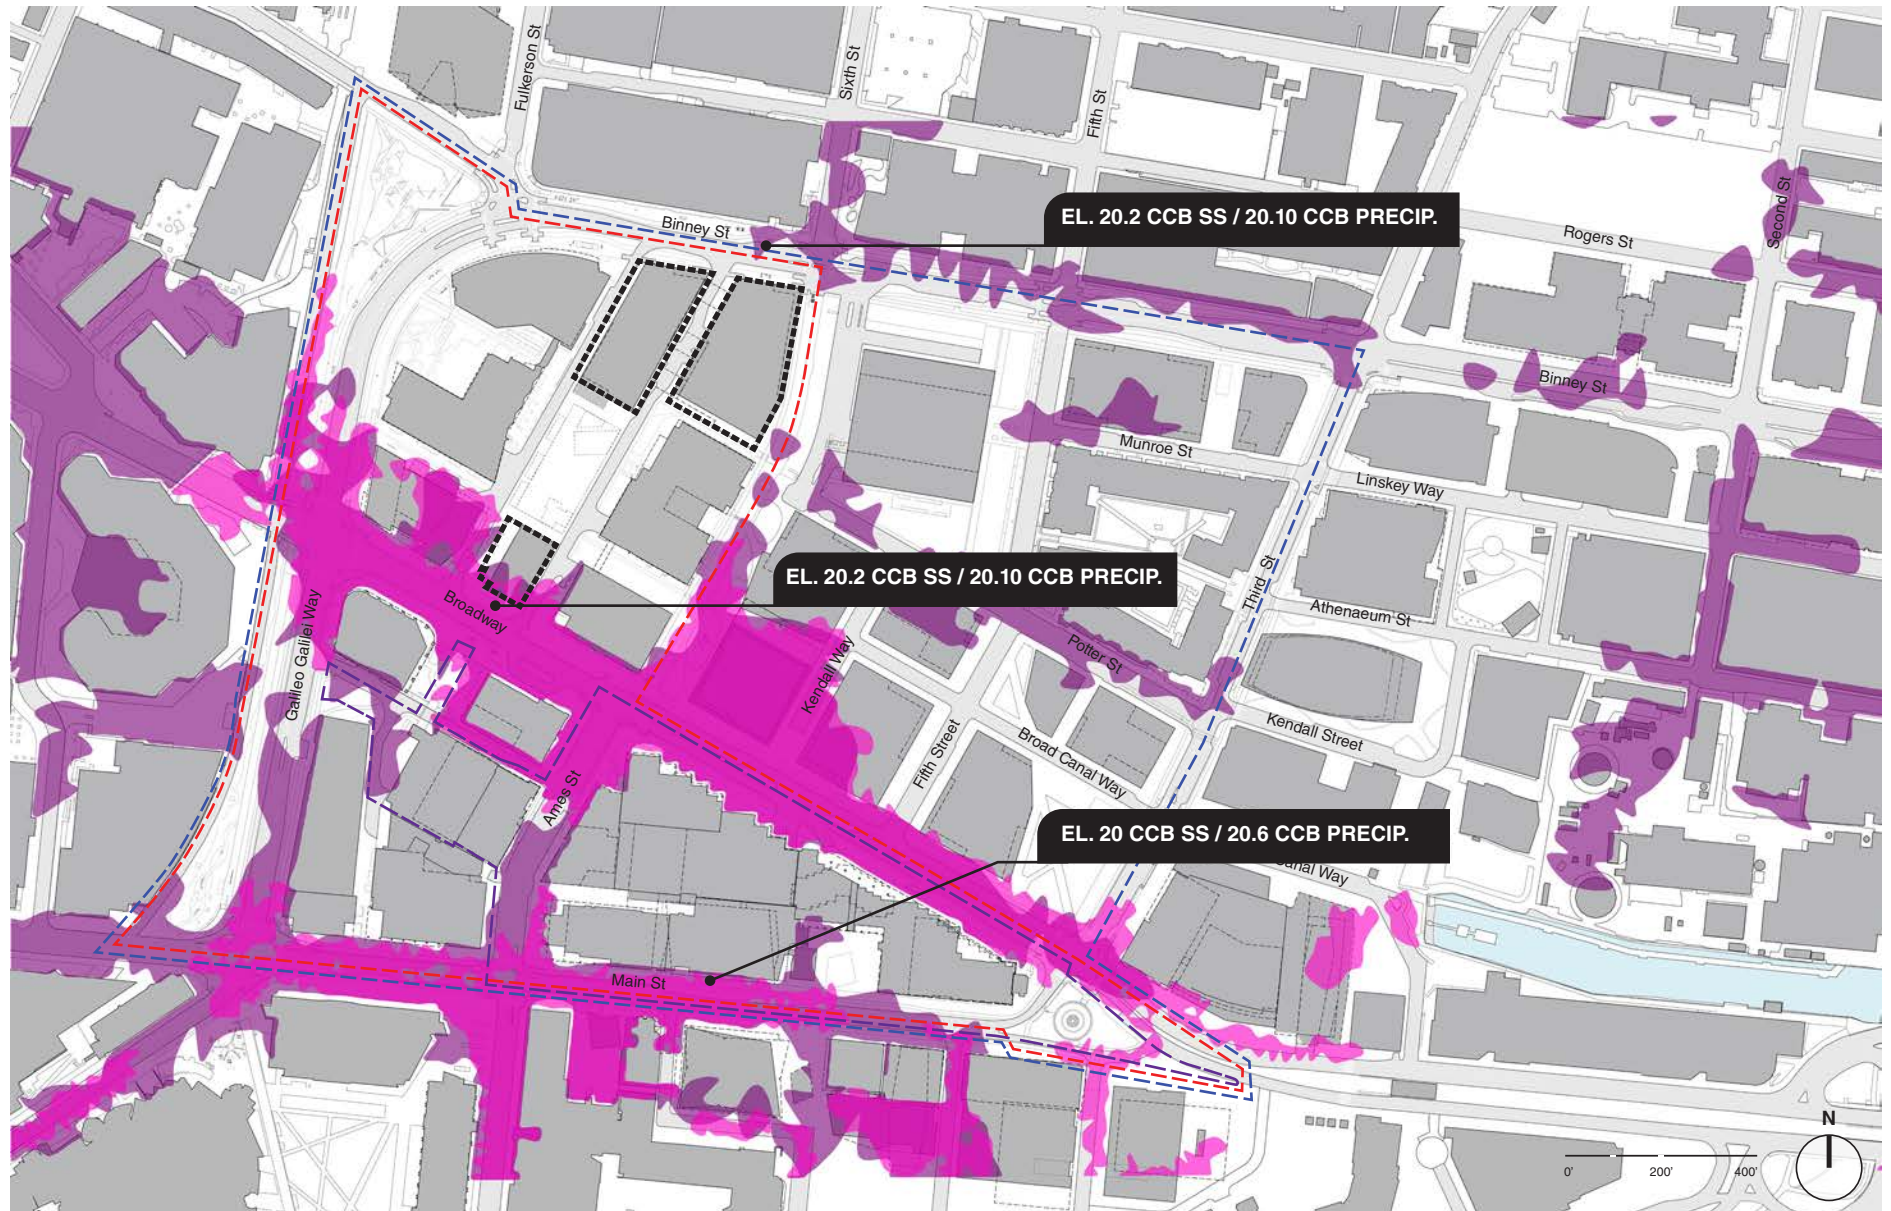 Fulkerson St
Sixth St
Fifth St
EL. 20.2 CCB SS / 20.10 CCB PRECIP.
Binney St
Rogers St
Second St
Binney St
Munroe St
Linskey Way
EL. 20.2 CCB SS / 20.10 CCB PRECIP.
Broadway
Galileo Galilei Way
Third St
Athenaeum St
Potter St
Kendall Way
Kendall Street
Fifth Street
Broad Canal Way
Ames St
EL. 20 CCB SS / 20.6 CCB PRECIP.
Canal Way
Main St
N
0' 200' 400'